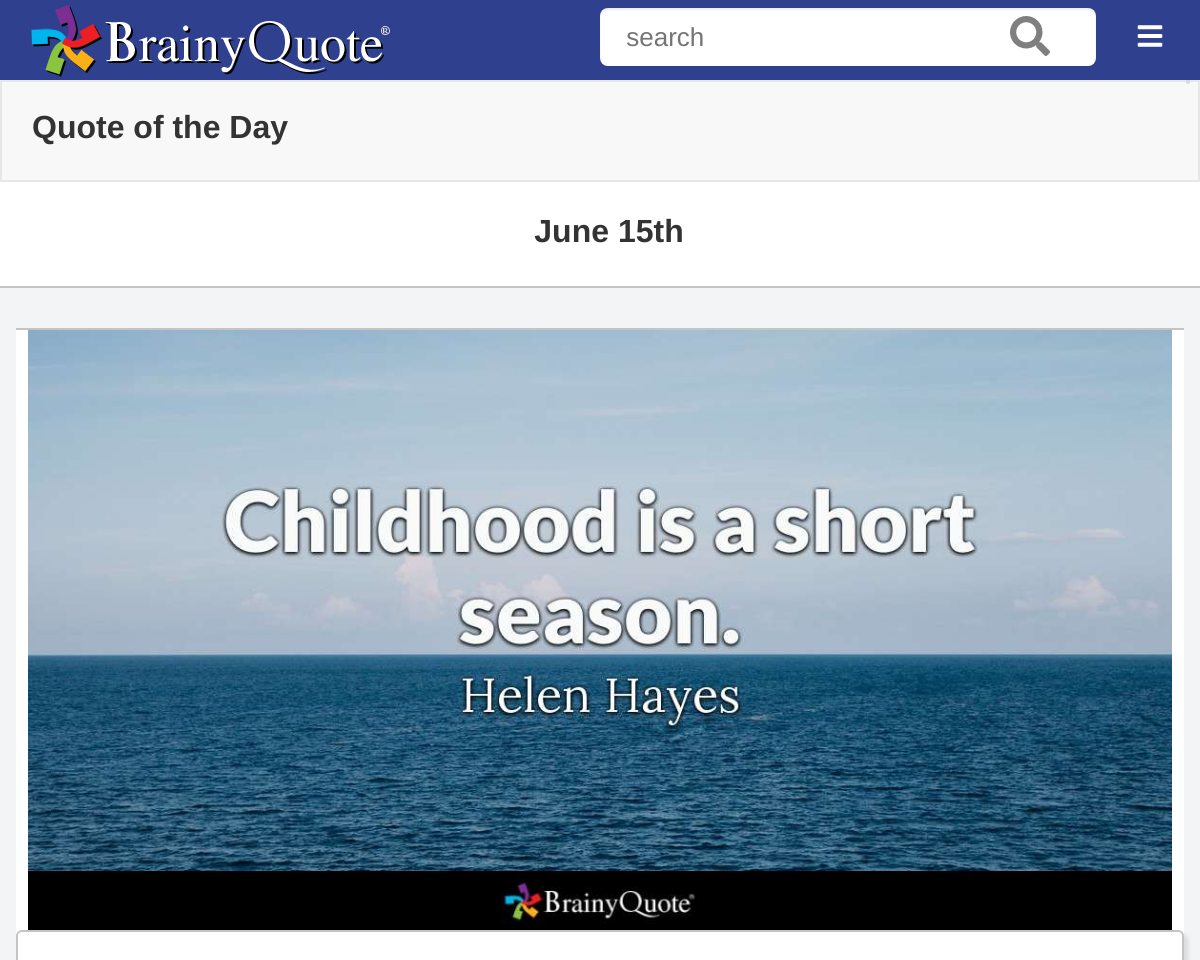 BrainyQuote®
search
Quote of the Day
June 15th
Childhood is a short
season.
Helen Hayes
BrainyQuote®